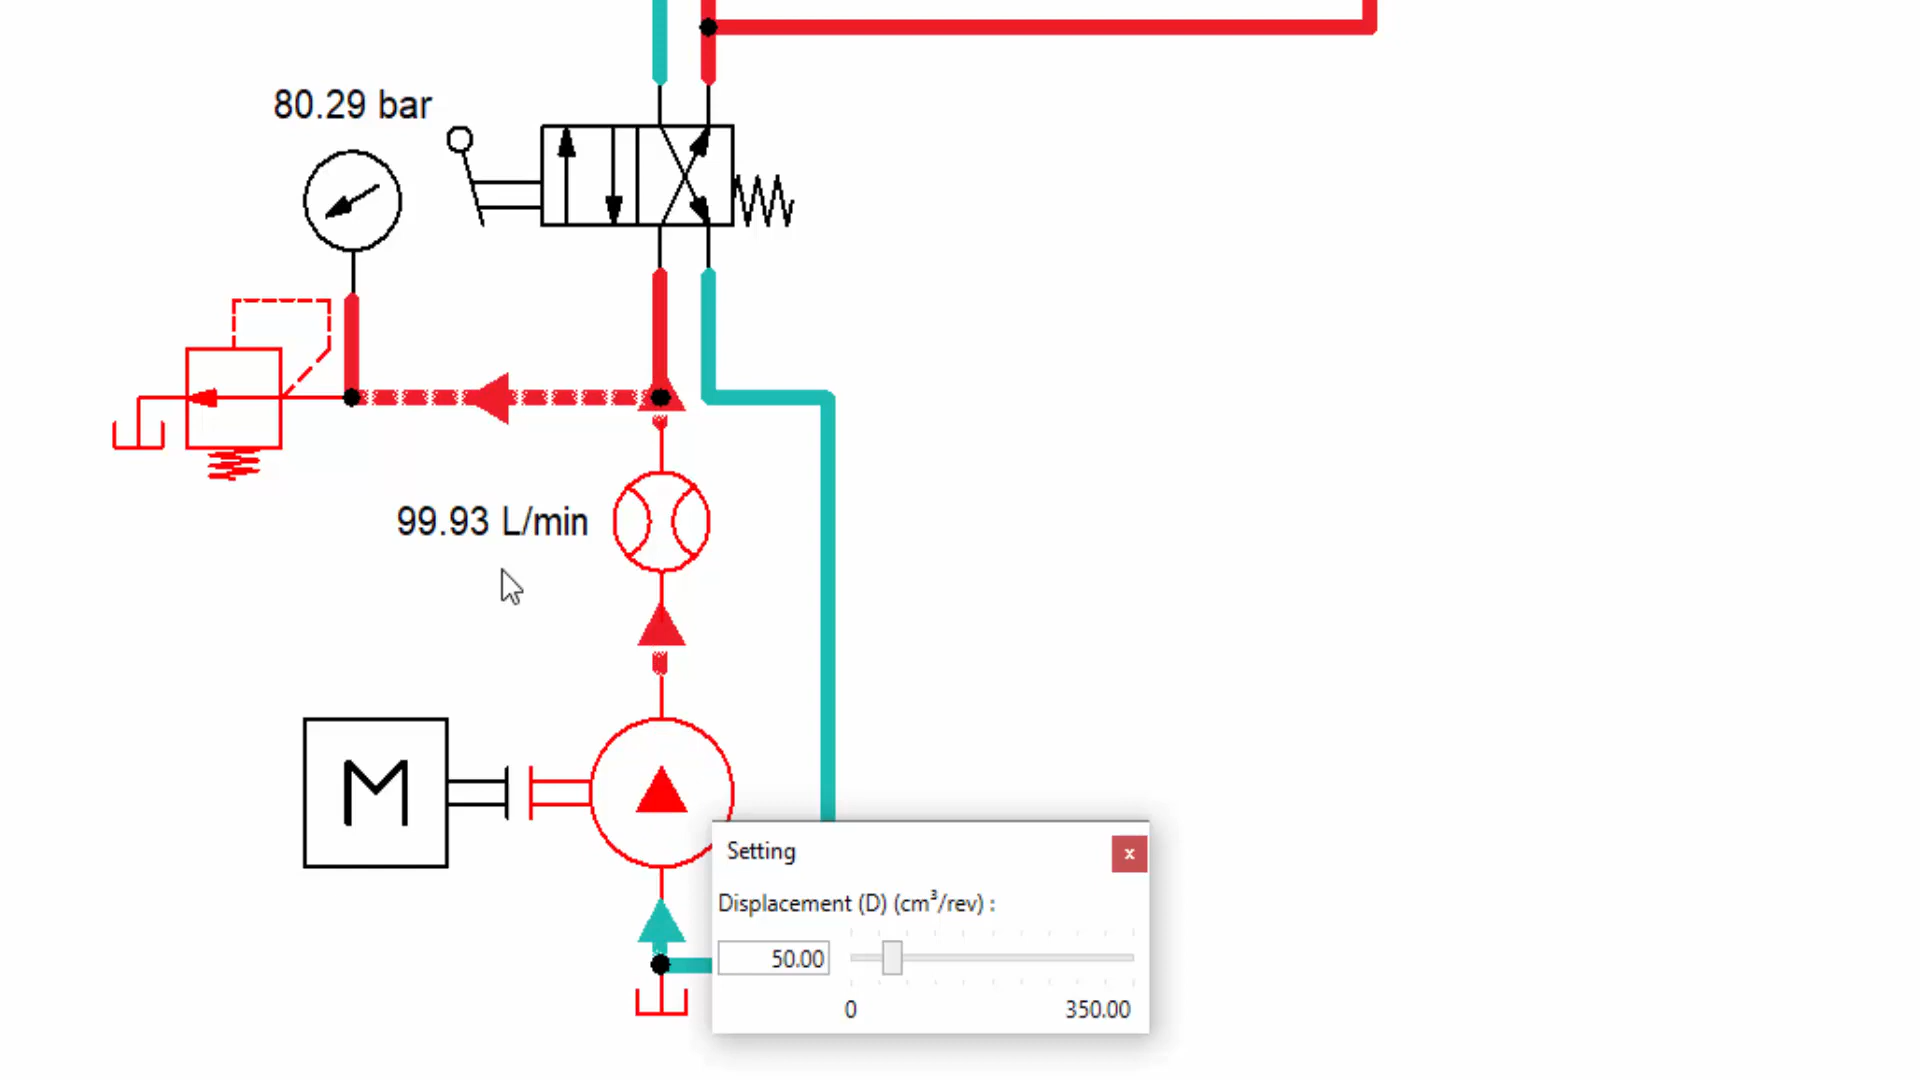 80.29 bar
99.93 L/min
M
Setting
x
Displacement (D) (cm³/rev) :
50.00
0
350.00